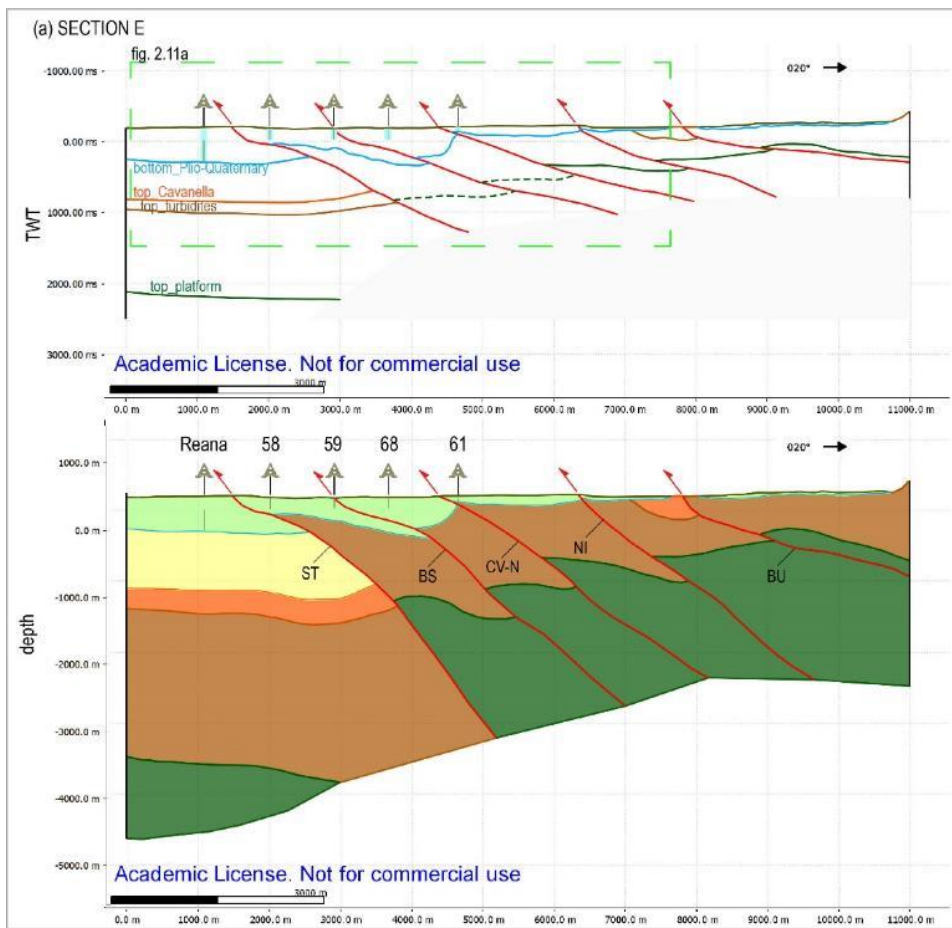 (a) SECTION E
fig. 2.11a
020°
-1000.00 ms
0.00 ms
1000.00 ms
2000.00 ms
3000.00 ms
TWT
bottom_Plio-Quaternary
top_Cavanella
top_turbidites
top_platform
Academic License. Not for commercial use
3000 m
0.0 m 1000.0 m 2000.0 m 3000.0 m 4000.0 m 5000.0 m 6000.0 m 7000.0 m 8000.0 m 9000.0 m 10000.0 m 11000.0 m
Reana 58 59 68 61
020°
1000.0 m
0.0 m
-1000.0 m
-2000.0 m
-3000.0 m
-4000.0 m
-5000.0 m
depth
ST BS CV-N NI BU
Academic License. Not for commercial use
3000 m
0.0 m 1000.0 m 2000.0 m 3000.0 m 4000.0 m 5000.0 m 6000.0 m 7000.0 m 8000.0 m 9000.0 m 10000.0 m 11000.0 m